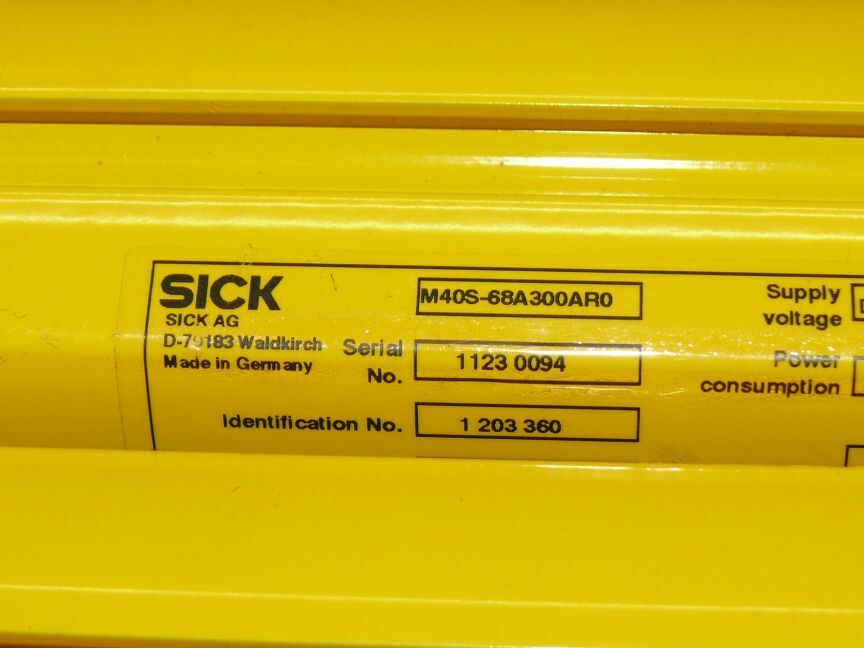 SICK
SICK AG
D-79183 Waldkirch
Made in Germany
M40S-68A300AR0
Serial No.
1123 0094
Identification No.
1 203 360
Supply voltage
Power consumption